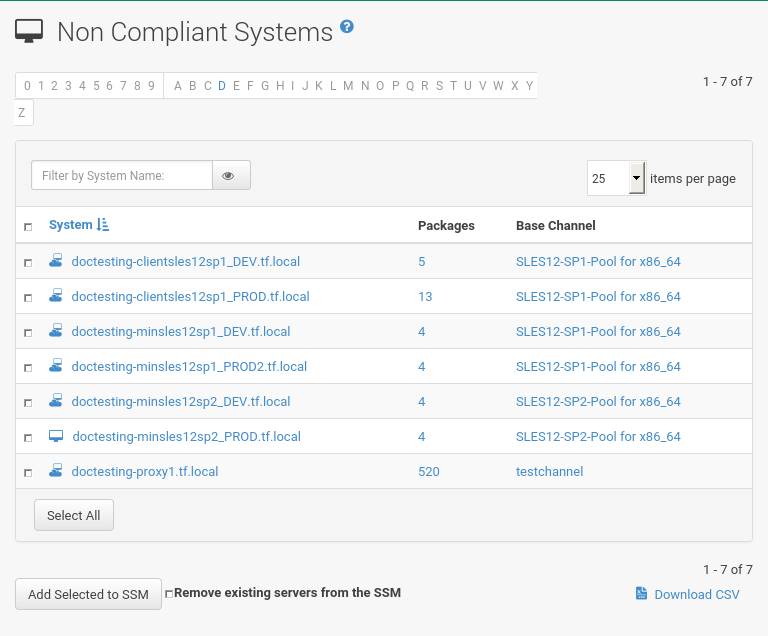 Non Compliant Systems ?
0 1 2 3 4 5 6 7 8 9 A B C D E F G H I J K L M N O P Q R S T U V W X Y
1 - 7 of 7
Z
Filter by System Name:
25 items per page
System Packages Base Channel
doctesting-clientsles12sp1_DEV.tf.local 5 SLES12-SP1-Pool for x86_64
doctesting-clientsles12sp1_PROD.tf.local 13 SLES12-SP1-Pool for x86_64
doctesting-minsles12sp1_DEV.tf.local 4 SLES12-SP1-Pool for x86_64
doctesting-minsles12sp1_PROD2.tf.local 4 SLES12-SP1-Pool for x86_64
doctesting-minsles12sp2_DEV.tf.local 4 SLES12-SP2-Pool for x86_64
doctesting-minsles12sp2_PROD.tf.local 4 SLES12-SP2-Pool for x86_64
doctesting-proxy1.tf.local 520 testchannel
Select All
1 - 7 of 7
Add Selected to SSM Remove existing servers from the SSM Download CSV